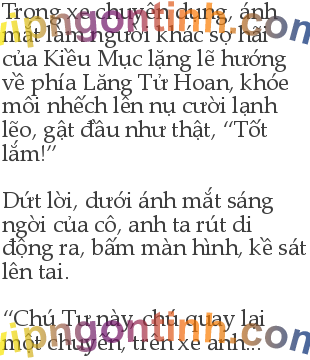 Trong xe chuyên dụng, ánh
mắt làm người khác sợ hãi
của Kiều Mục lặng lẽ hướng
về phía Lăng Tử Hoan, khóe
môi nhếch lên nụ cười lạnh
lẽo, gật đầu như thật, “Tốt
lắm!”
Dứt lời, dưới ánh mắt sáng
ngời của cô, anh ta rút di
động ra, bấm màn hình, kề sát
lên tai.
“Chú Tư này, chú quay lại
một chuyến, trên xe anh...
vipngontinh.com
vipngontinh.com